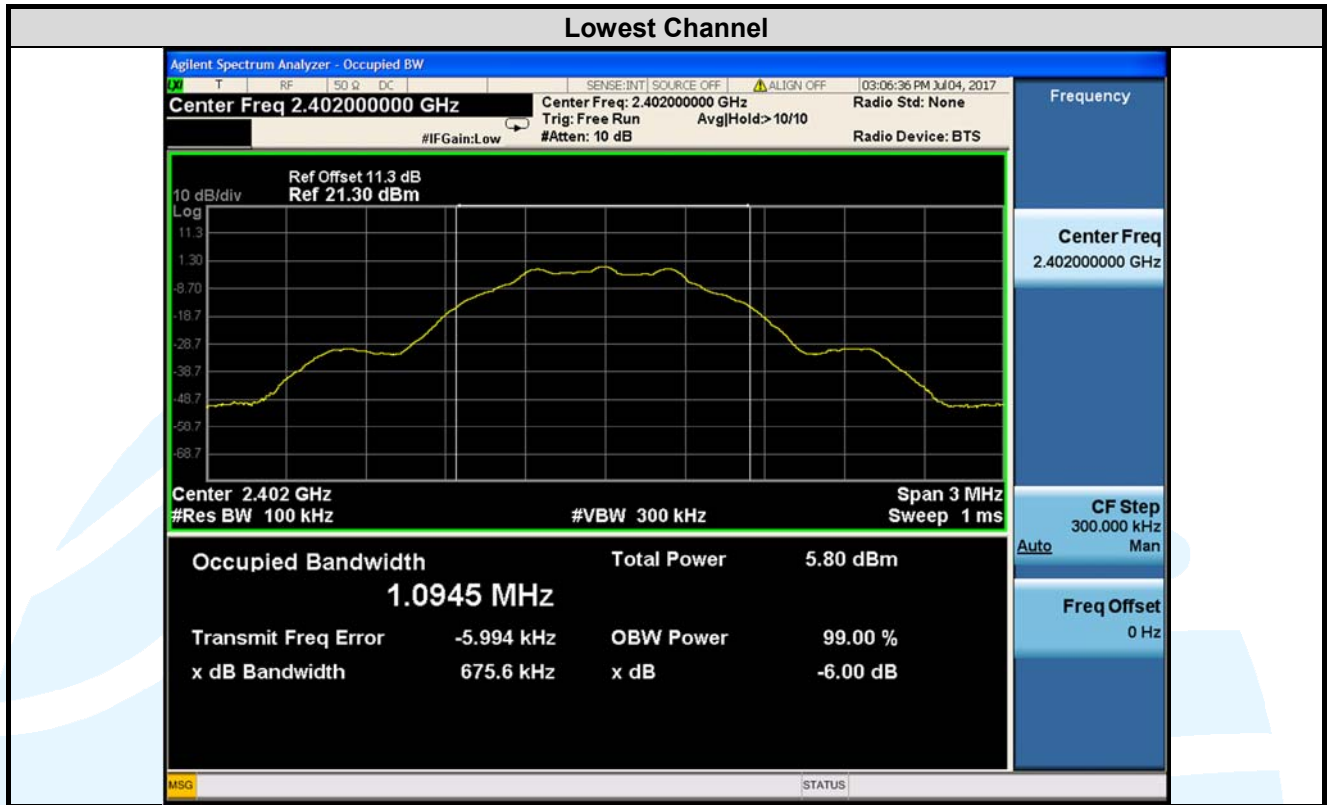 Lowest Channel
Agilent Spectrum Analyzer - Occupied BW
LXI T RF 50 Ω DC SENSE:INT SOURCE OFF ALIGN OFF 03:06:36 PM Jul 04, 2017
Center Freq 2.402000000 GHz
Center Freq: 2.402000000 GHz
Radio Std: None
Trig: Free Run Avg|Hold:>10/10
#IFGain:Low
#Atten: 10 dB
Radio Device: BTS
Ref Offset 11.3 dB
10 dB/div Ref 21.30 dBm
Log
11.3
1.30
-8.70
-18.7
-28.7
-38.7
-48.7
-58.7
-68.7
Center 2.402 GHz Span 3 MHz
#Res BW 100 kHz #VBW 300 kHz Sweep 1 ms
Occupied Bandwidth Total Power 5.80 dBm
1.0945 MHz
Transmit Freq Error -5.994 kHz OBW Power 99.00 %
x dB Bandwidth 675.6 kHz x dB -6.00 dB
MSG STATUS
Frequency
Center Freq
2.402000000 GHz
CF Step
300.000 kHz
Auto Man
Freq Offset
0 Hz